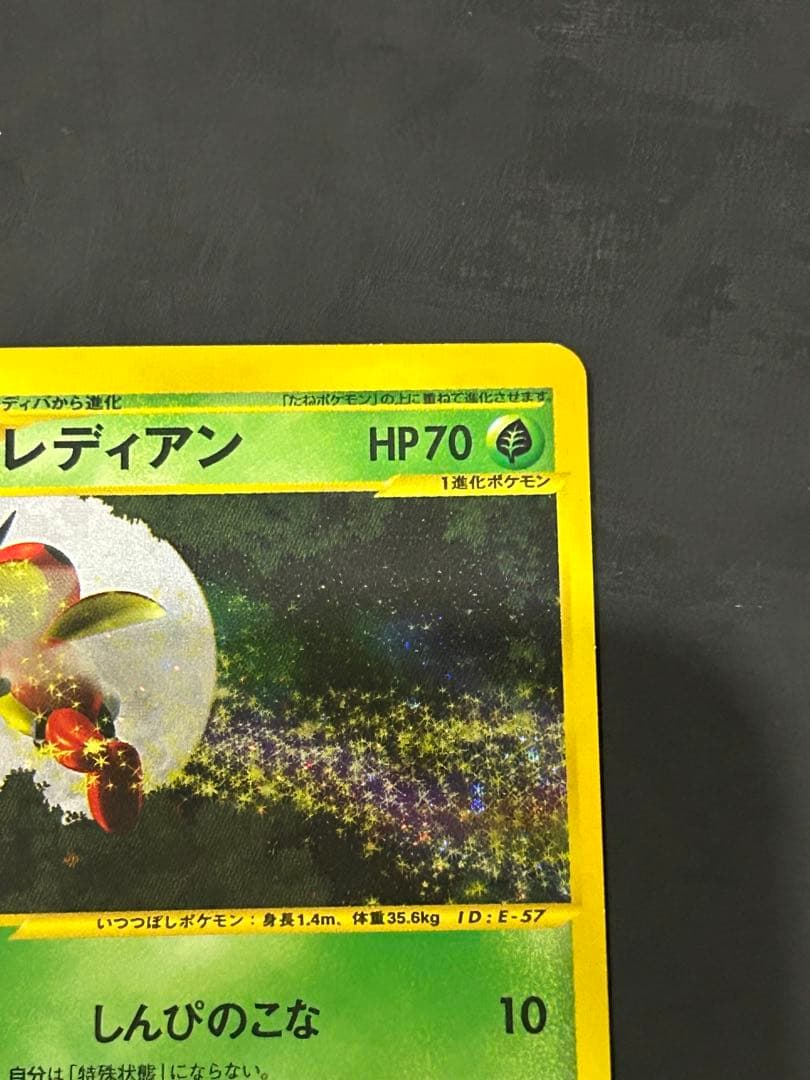 ディバから進化 「たねポケモン」の上に重ねて進化させます。
レディアン HP70
1進化ポケモン
いつつぼしポケモン：身長1.4m、体重35.6kg ID：E-57
しんぴのこな 10
自分は「特殊状態」にならない。